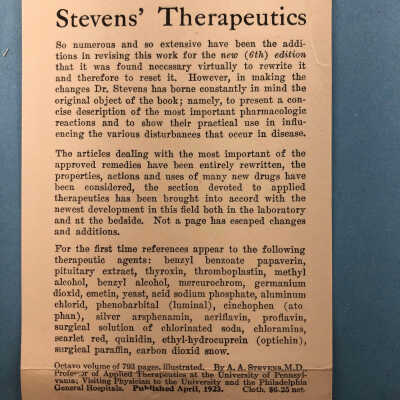 Stevens' Therapeutics
So numerous and so extensive have been the addi-
tions in revising this work for the new (6th) edition
that it was found necessary virtually to rewrite it
and therefore to reset it. However, in making the
changes Dr. Stevens has borne constantly in mind the
original object of the book; namely, to present a con-
cise description of the most important pharmacologic
reactions and to show their practical use in influ-
encing the various disturbances that occur in disease.
The articles dealing with the most important of the
approved remedies have been entirely rewritten, the
properties, actions and uses of many new drugs have
been considered, the section devoted to applied
therapeutics has been brought into accord with the
newest development in this field both in the laboratory
and at the bedside. Not a page has escaped changes
and additions.
For the first time references appear to the following
therapeutic agents: benzyl benzoate papaverin,
pituitary extract, thyroxin, thromboplastin, methyl
alcohol, benzyl alcohol, mercurochrom, germanium
dioxid, emetin, yeast, acid sodium phosphate, aluminum
chlorid, phenobarbital (luminal), cinchophen (ato
phan), silver arsphenamin, acriflavin, proflavin,
surgical solution of chlorinated soda, chloramins,
scarlet red, quinidin, ethyl-hydrocuprein (optichin),
surgical paraffin, carbon dioxid snow.
Octavo volume of 793 pages, illustrated. By A. A. STEVENS, M.D.,
Professor of Applied Therapeutics at the University of Pennsyl-
vania; Visiting Physician to the University and the Philadelphia
General Hospitals. Published April, 1923. Cloth, $6.25 net.